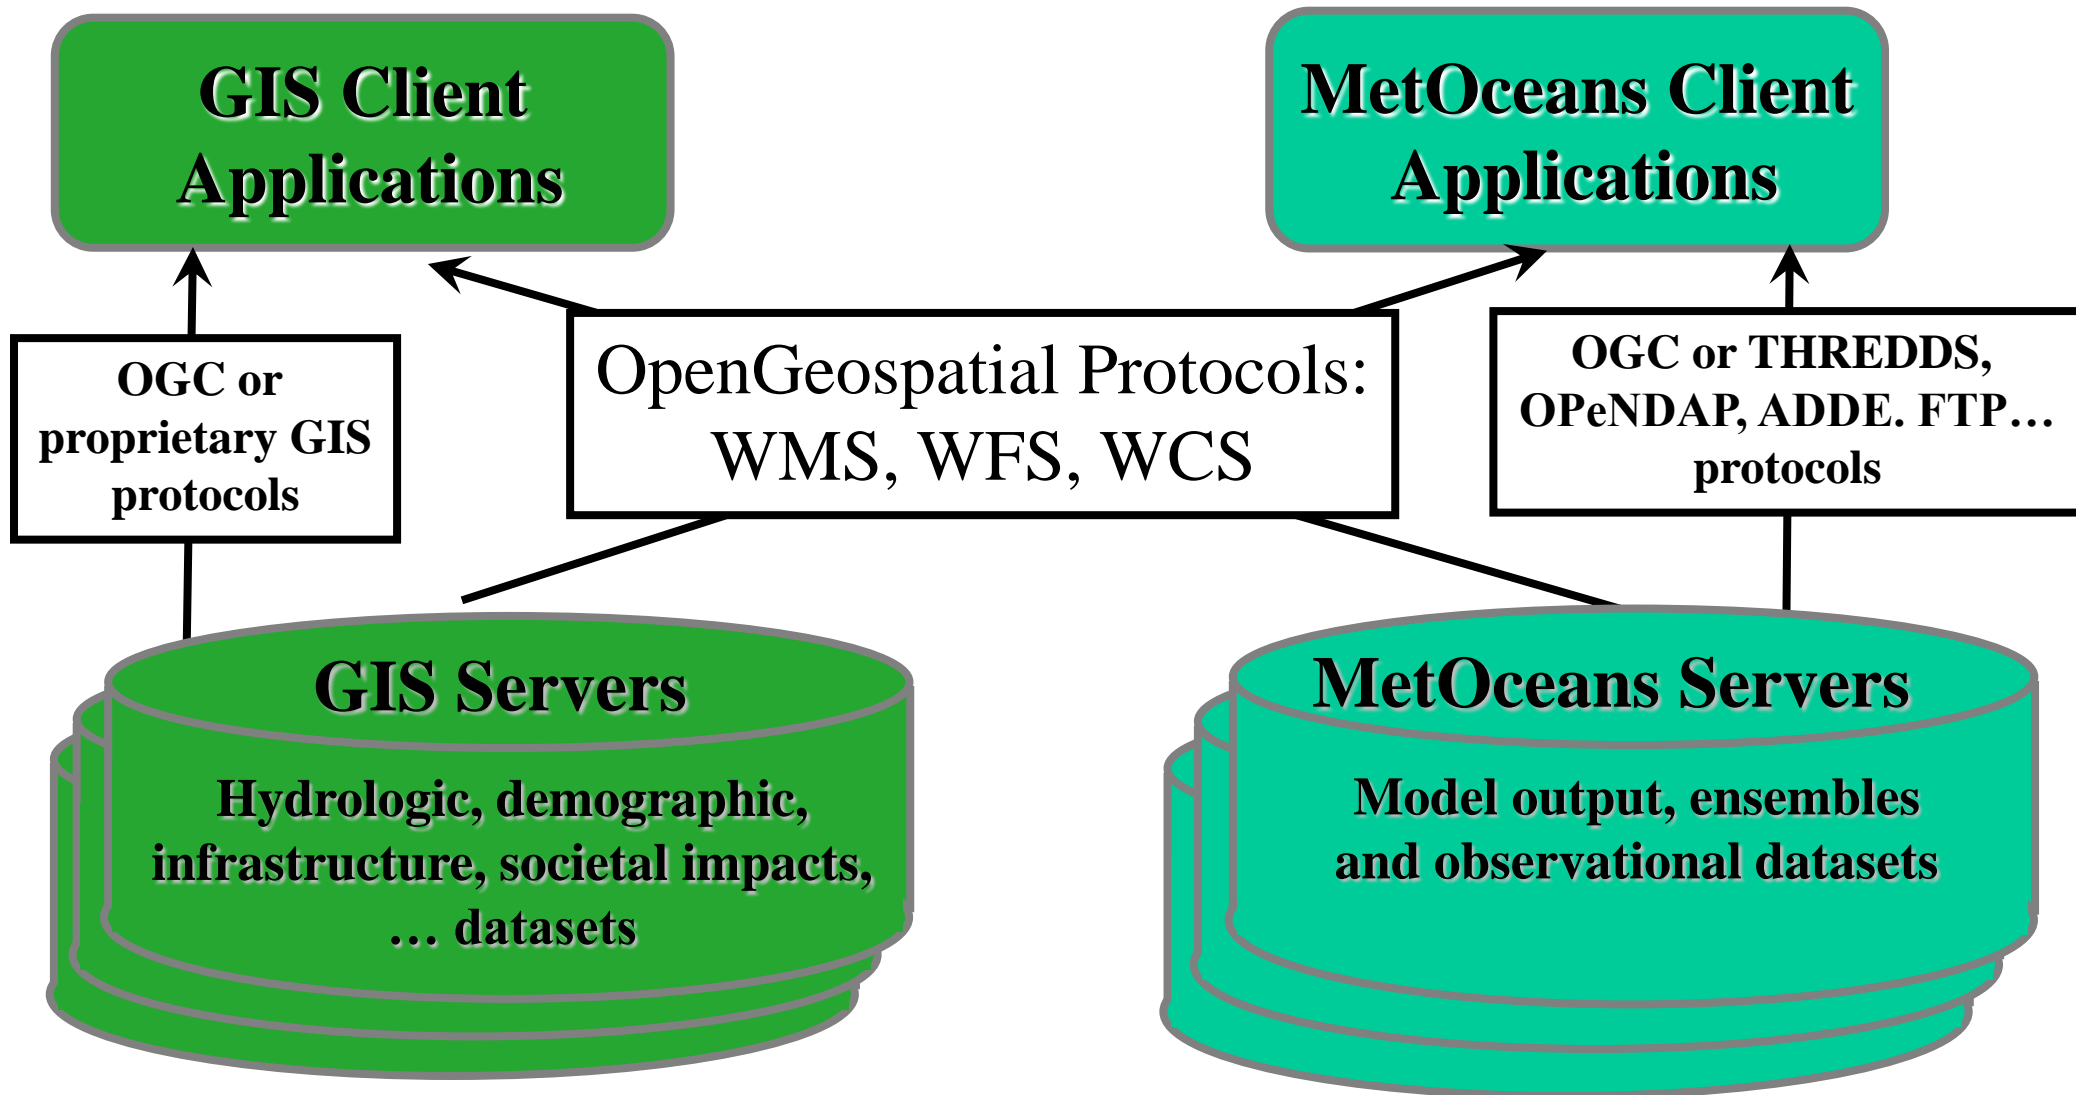 GIS Client
Applications
MetOceans Client
Applications
OGC or
proprietary GIS
protocols
OpenGeospatial Protocols:
WMS, WFS, WCS
OGC or THREDDS,
OPeNDAP, ADDE. FTP…
protocols
GIS Servers
Hydrologic, demographic,
infrastructure, societal impacts,
… datasets
MetOceans Servers
Model output, ensembles
and observational datasets